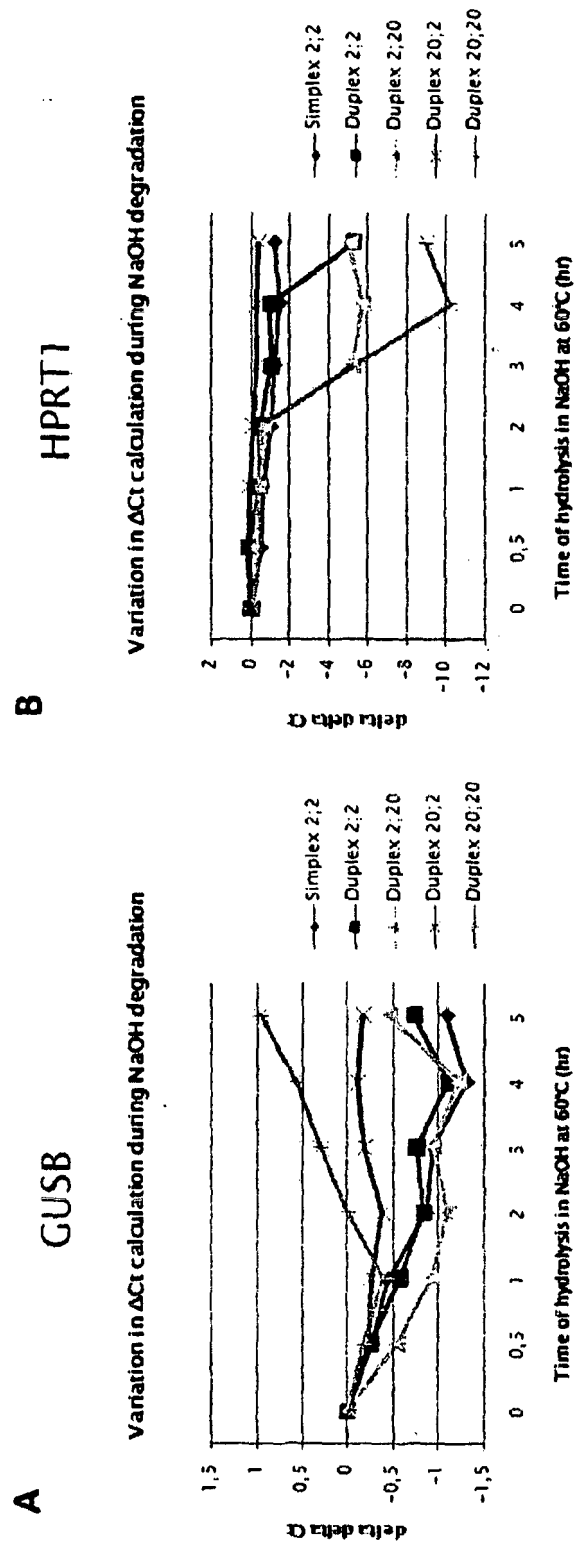 A
GUSB
Variation in ΔCt calculation during NaOH degradation
1,5
1
0,5
0
-0,5
-1
-1,5
delta delta Ct
0 0,5 1 2 3 4 5
Time of hydrolysis in NaOH at 60°C (hr)
Simplex 2;2
Duplex 2;2
Duplex 2;20
Duplex 20;2
Duplex 20;20
B
HPRT1
Variation in ΔCt calculation during NaOH degradation
2
0
-2
-4
-6
-8
-10
-12
delta delta Ct
0 0,5 1 2 3 4 5
Time of hydrolysis in NaOH at 60°C (hr)
Simplex 2;2
Duplex 2;2
Duplex 2;20
Duplex 20;2
Duplex 20;20